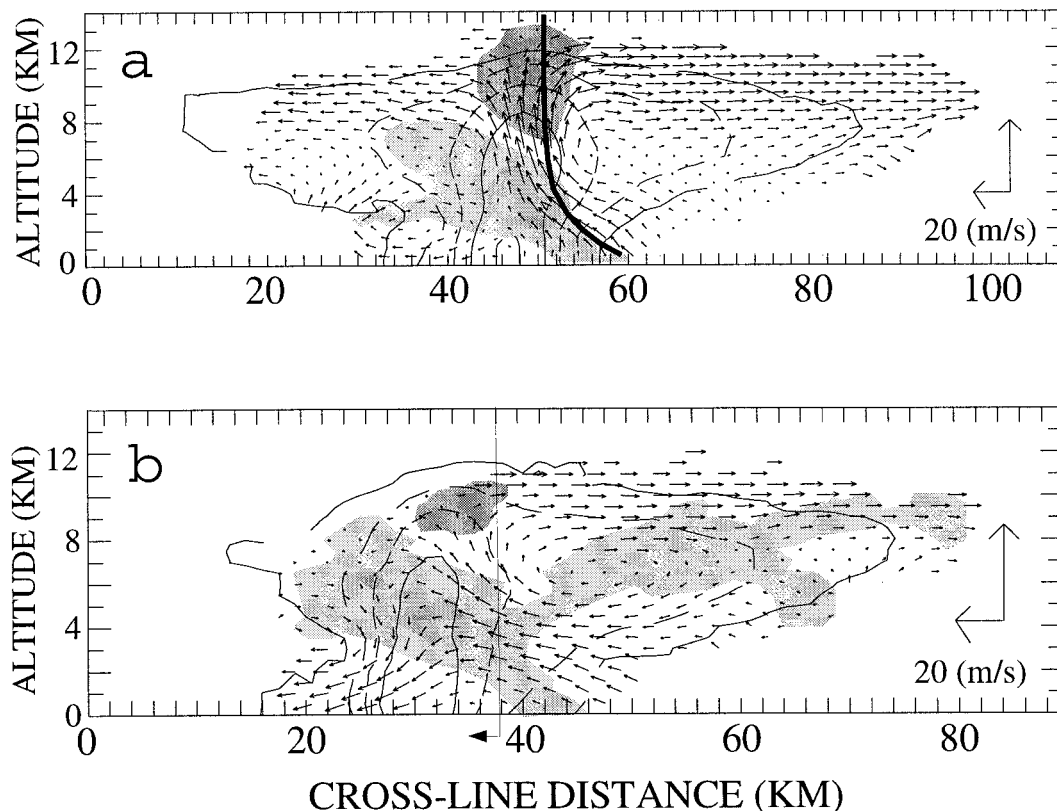 a
ALTITUDE (KM)
12
8
4
0
20 (m/s)
0 20 40 60 80 100
b
ALTITUDE (KM)
12
8
4
0
20 (m/s)
0 20 40 60 80
CROSS-LINE DISTANCE (KM)